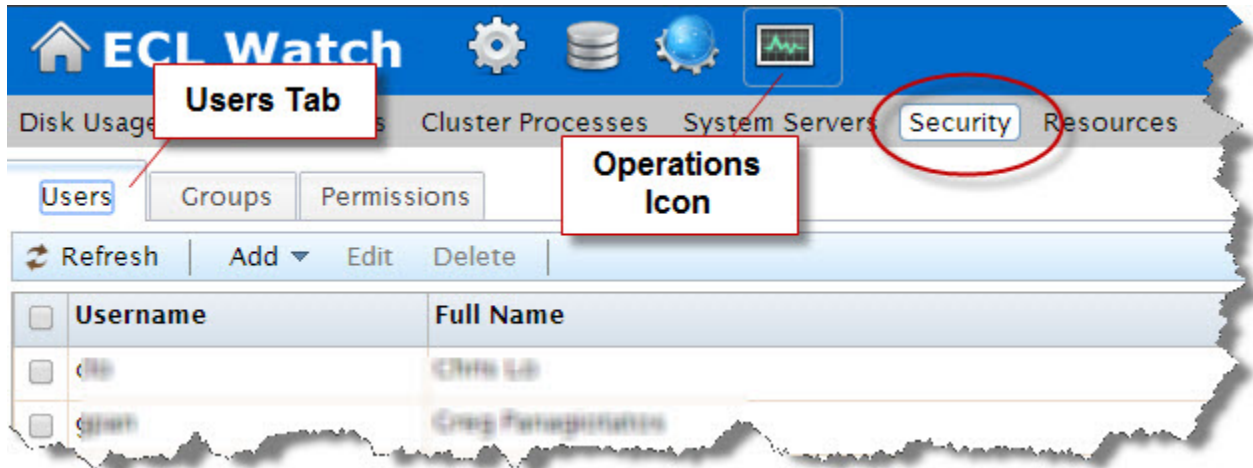 ECL Watch
Users Tab
Disk Usage s Cluster Processes System Servers Security Resources
Operations
Icon
Users Groups Permissions
Refresh Add Edit Delete
Username Full Name